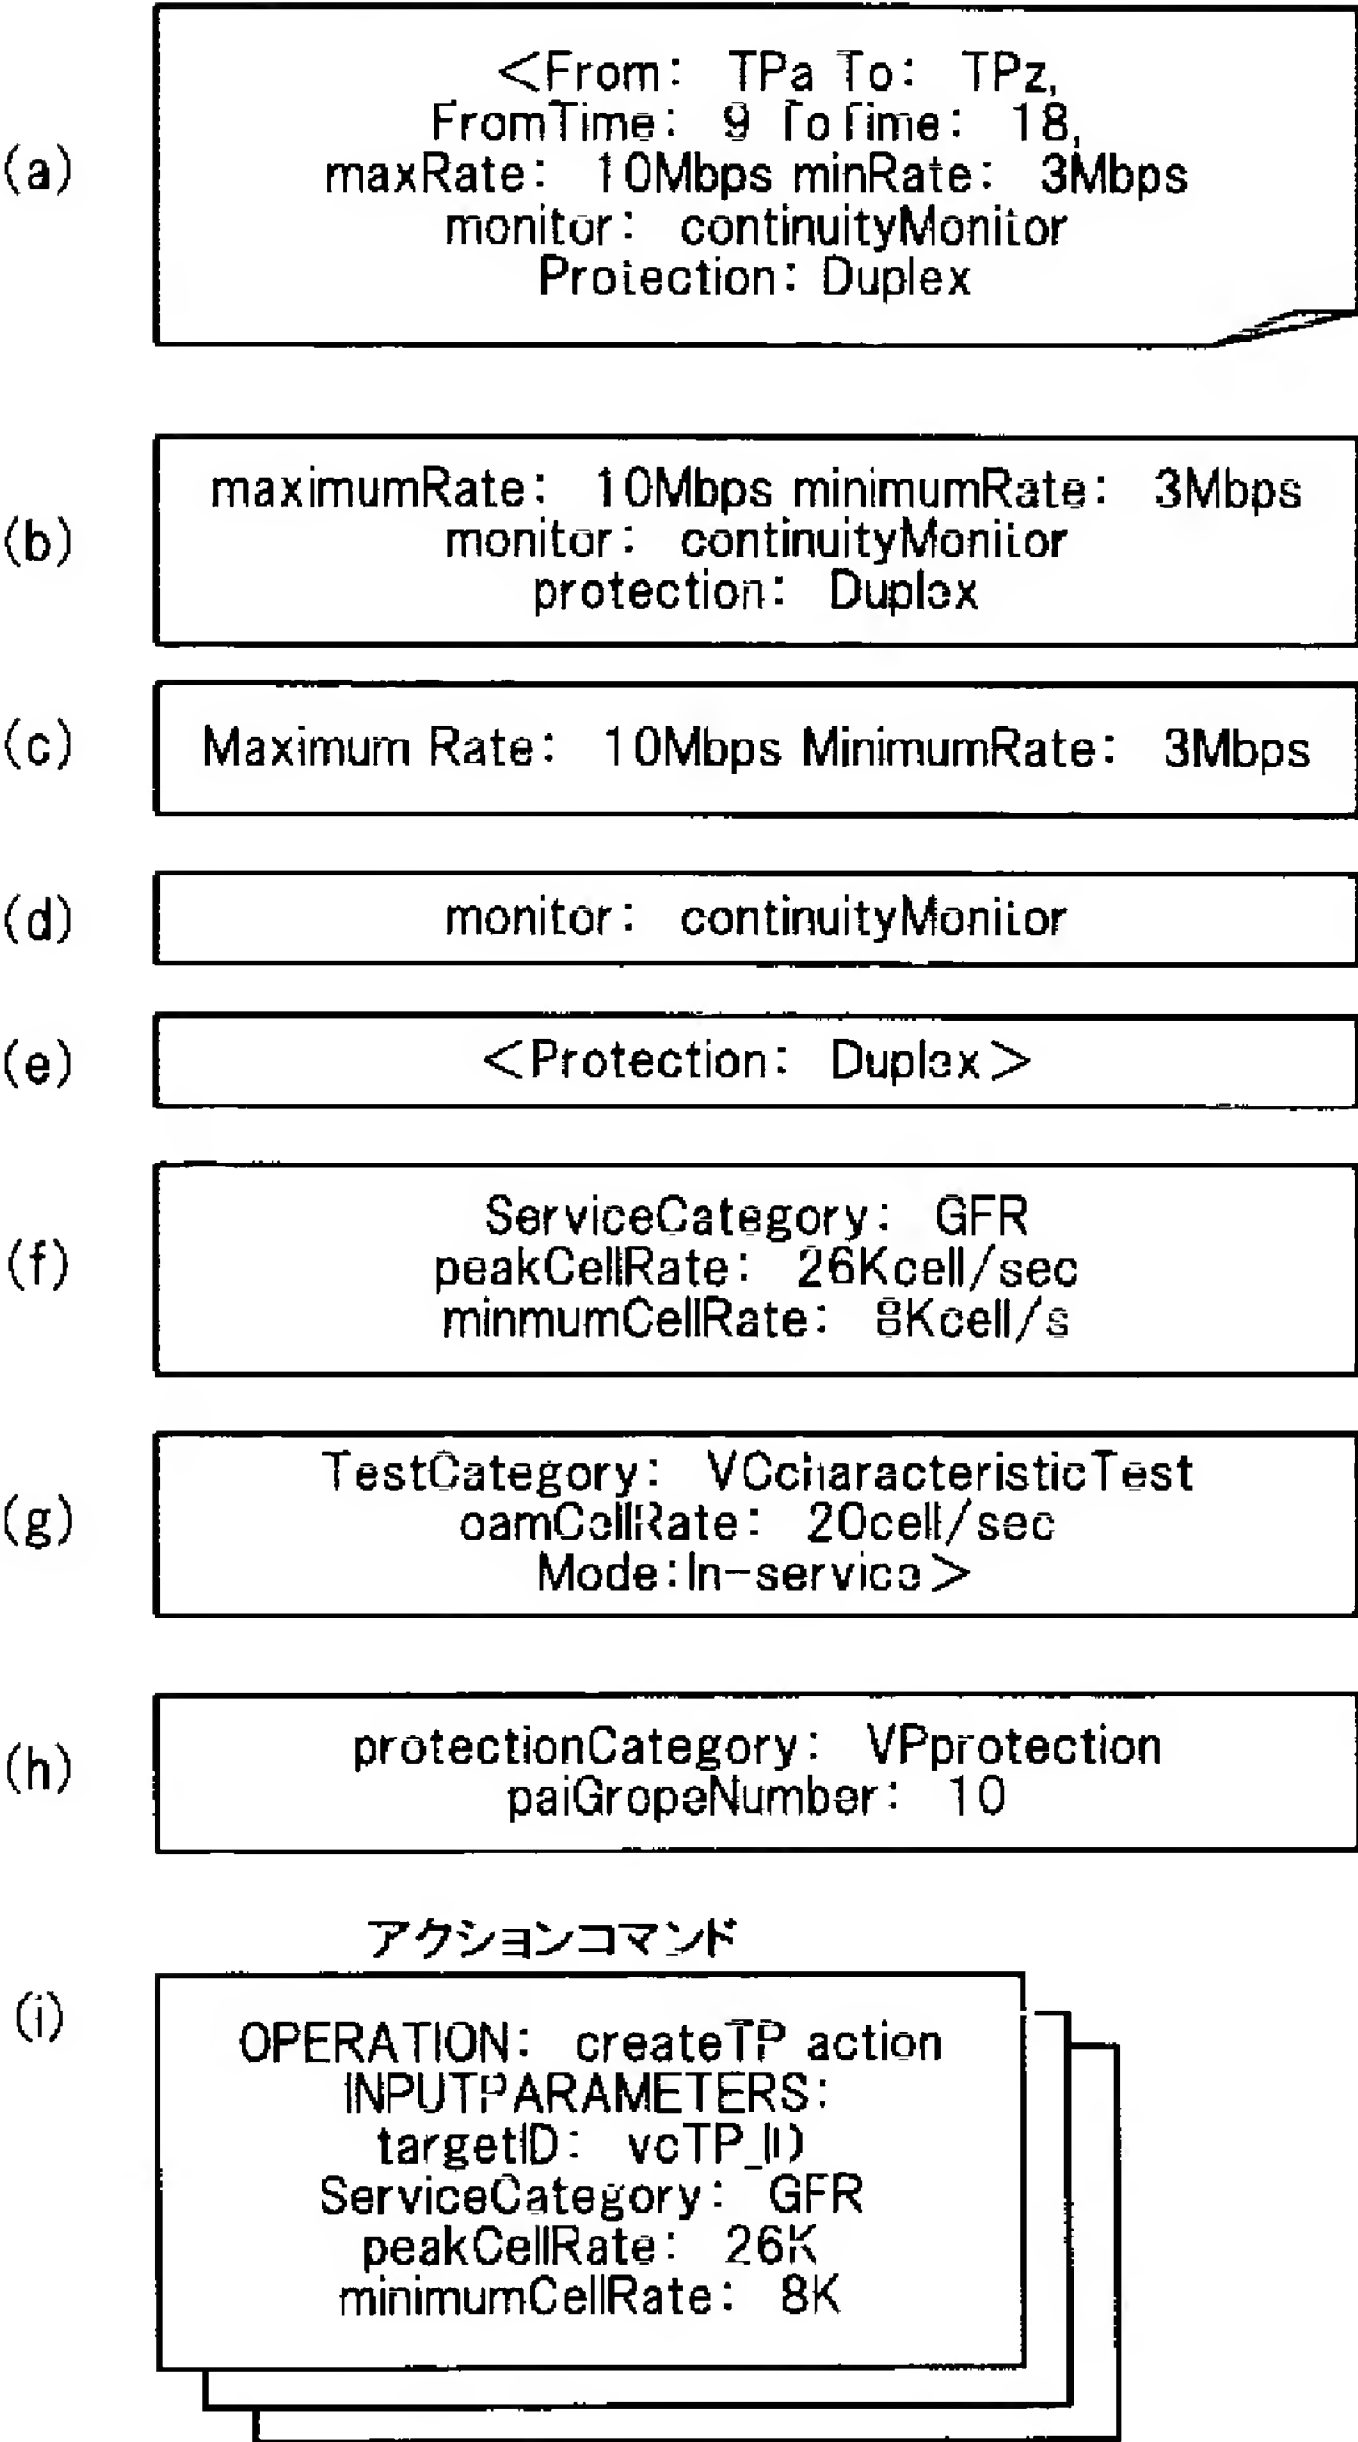 (a)
<From: TPa To: TPz,
FromTime: 9 ToTime: 18,
maxRate: 10Mbps minRate: 3Mbps
monitor: continuityMonitor
Protection: Duplex
(b)
maximumRate: 10Mbps minimumRate: 3Mbps
monitor: continuityMonitor
protection: Duplex
(c)
Maximum Rate: 10Mbps MinimumRate: 3Mbps
(d)
monitor: continuityMonitor
(e)
<Protection: Duplex>
(f)
ServiceCategory: GFR
peakCellRate: 26Kcell/sec
minmumCellRate: 8Kcell/s
(g)
TestCategory: VCcharacteristicTest
oamCellRate: 20cell/sec
Mode:In-service>
(h)
protectionCategory: VPprotection
paiGropeNumber: 10
アクションコマンド
(i)
OPERATION: createTP action
INPUTPARAMETERS:
targetID: vcTP_ID
ServiceCategory: GFR
peakCellRate: 26K
minimumCellRate: 8K